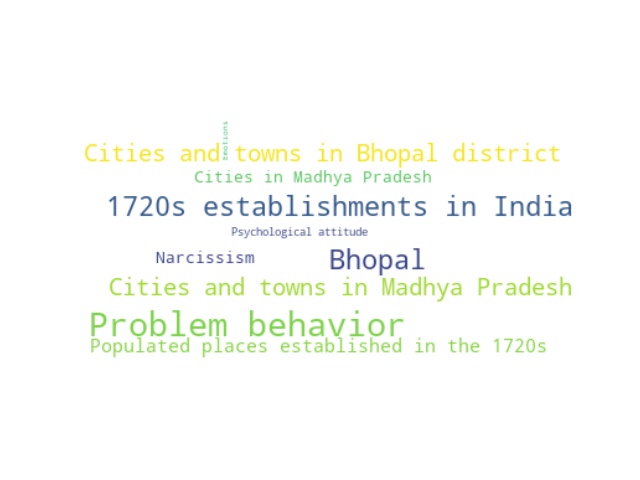 Emotions
Cities and towns in Bhopal district
Cities in Madhya Pradesh
1720s establishments in India
Psychological attitude
Narcissism
Bhopal
Cities and towns in Madhya Pradesh
Problem behavior
Populated places established in the 1720s